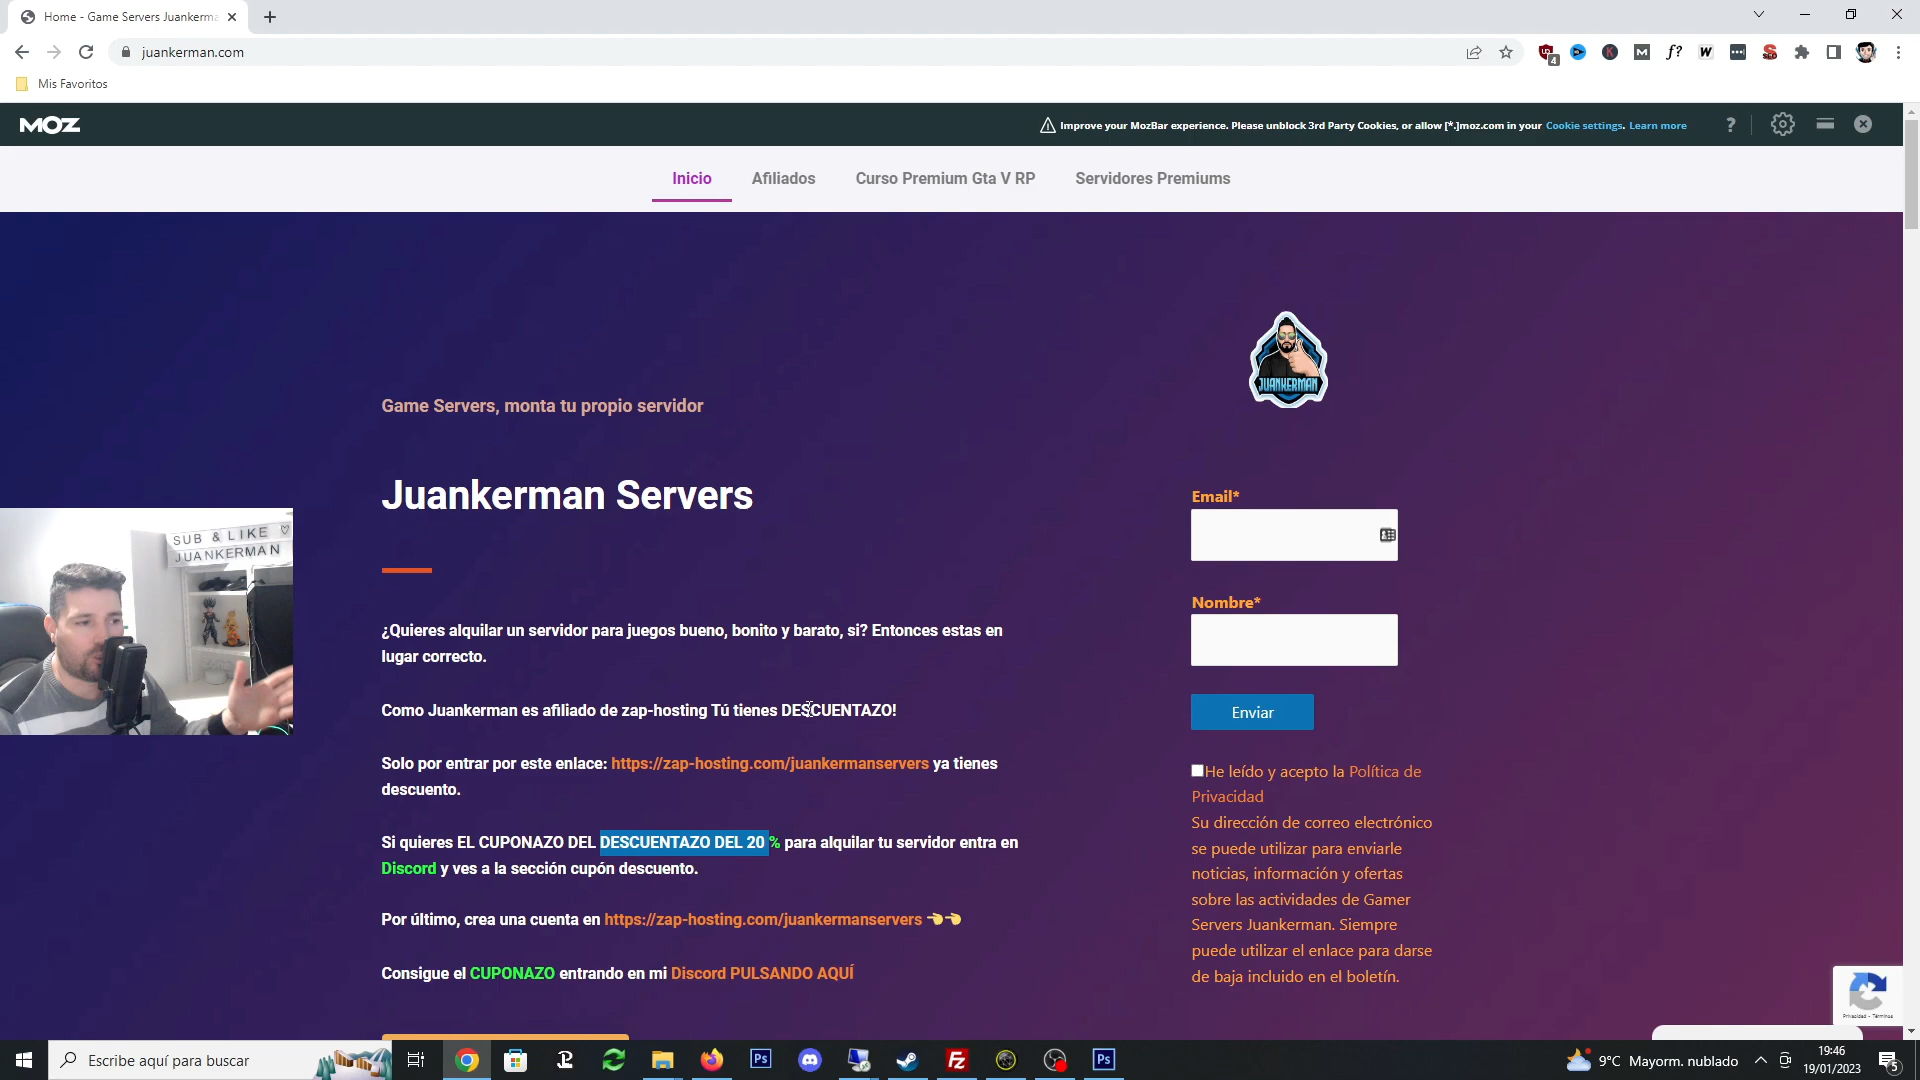 Home - Game Servers Juankerma
juankerman.com
4
Mis Favoritos
MOZ
Improve your MozBar experience. Please unblock 3rd Party Cookies, or allow [*.]moz.com in your Cookie settings. Learn more
Inicio
Afiliados
Curso Premium Gta V RP
Servidores Premiums
Game Servers, monta tu propio servidor
Juankerman Servers
¿Quieres alquilar un servidor para juegos bueno, bonito y barato, si? Entonces estas en
lugar correcto.
Como Juankerman es afiliado de zap-hosting Tú tienes DESCUENTAZO!
Solo por entrar por este enlace: https://zap-hosting.com/juankermanservers ya tienes
descuento.
Si quieres EL CUPONAZO DEL DESCUENTAZO DEL 20 % para alquilar tu servidor entra en
Discord y ves a la sección cupón descuento.
Por último, crea una cuenta en https://zap-hosting.com/juankermanservers 👈👈
Consigue el CUPONAZO entrando en mi Discord PULSANDO AQUÍ
SUB & LIKE ♡
JUANKERMAN
JUANKERMAN
Email*
Nombre*
Enviar
He leído y acepto la Política de
Privacidad
Su dirección de correo electrónico
se puede utilizar para enviarle
noticias, información y ofertas
sobre las actividades de Gamer
Servers Juankerman. Siempre
puede utilizar el enlace para darse
de baja incluido en el boletín.
Privacidad - Términos
Escribe aquí para buscar
Ps
Fz
Ps
9°C Mayorm. nublado
19:46
19/01/2023
5